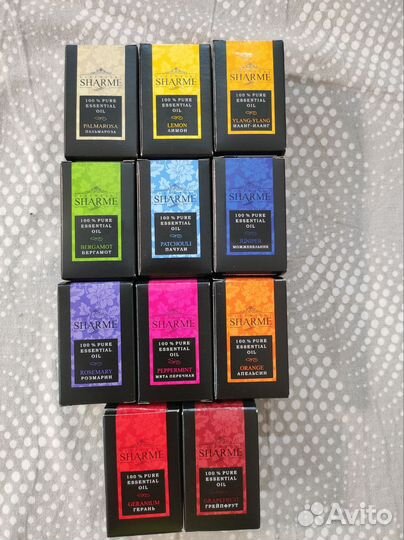 SHARME
100 % PURE
ESSENTIAL
OIL
PALMAROSA
ПАЛЬМАРОЗА
SHARME
100 % PURE
ESSENTIAL
OIL
LEMON
ЛИМОН
SHARME
100 % PURE
ESSENTIAL
OIL
YLANG-YLANG
ИЛАНГ-ИЛАНГ
SHARME
100 % PURE
ESSENTIAL
OIL
BERGAMOT
БЕРГАМОТ
SHARME
100 % PURE
ESSENTIAL
OIL
PATCHOULI
ПАЧУЛИ
SHARME
100 % PURE
ESSENTIAL
OIL
JUNIPER
МОЖЖЕВЕЛЬНИК
SHARME
100 % PURE
ESSENTIAL
OIL
ROSEMARY
РОЗМАРИН
SHARME
100 % PURE
ESSENTIAL
OIL
PEPPERMINT
МЯТА ПЕРЕЧНАЯ
SHARME
100 % PURE
ESSENTIAL
OIL
ORANGE
АПЕЛЬСИН
SHARME
100 % PURE
ESSENTIAL
OIL
GERANIUM
ГЕРАНЬ
SHARME
100 % PURE
ESSENTIAL
OIL
GRAPEFRUIT
ГРЕЙПФРУТ
Avito